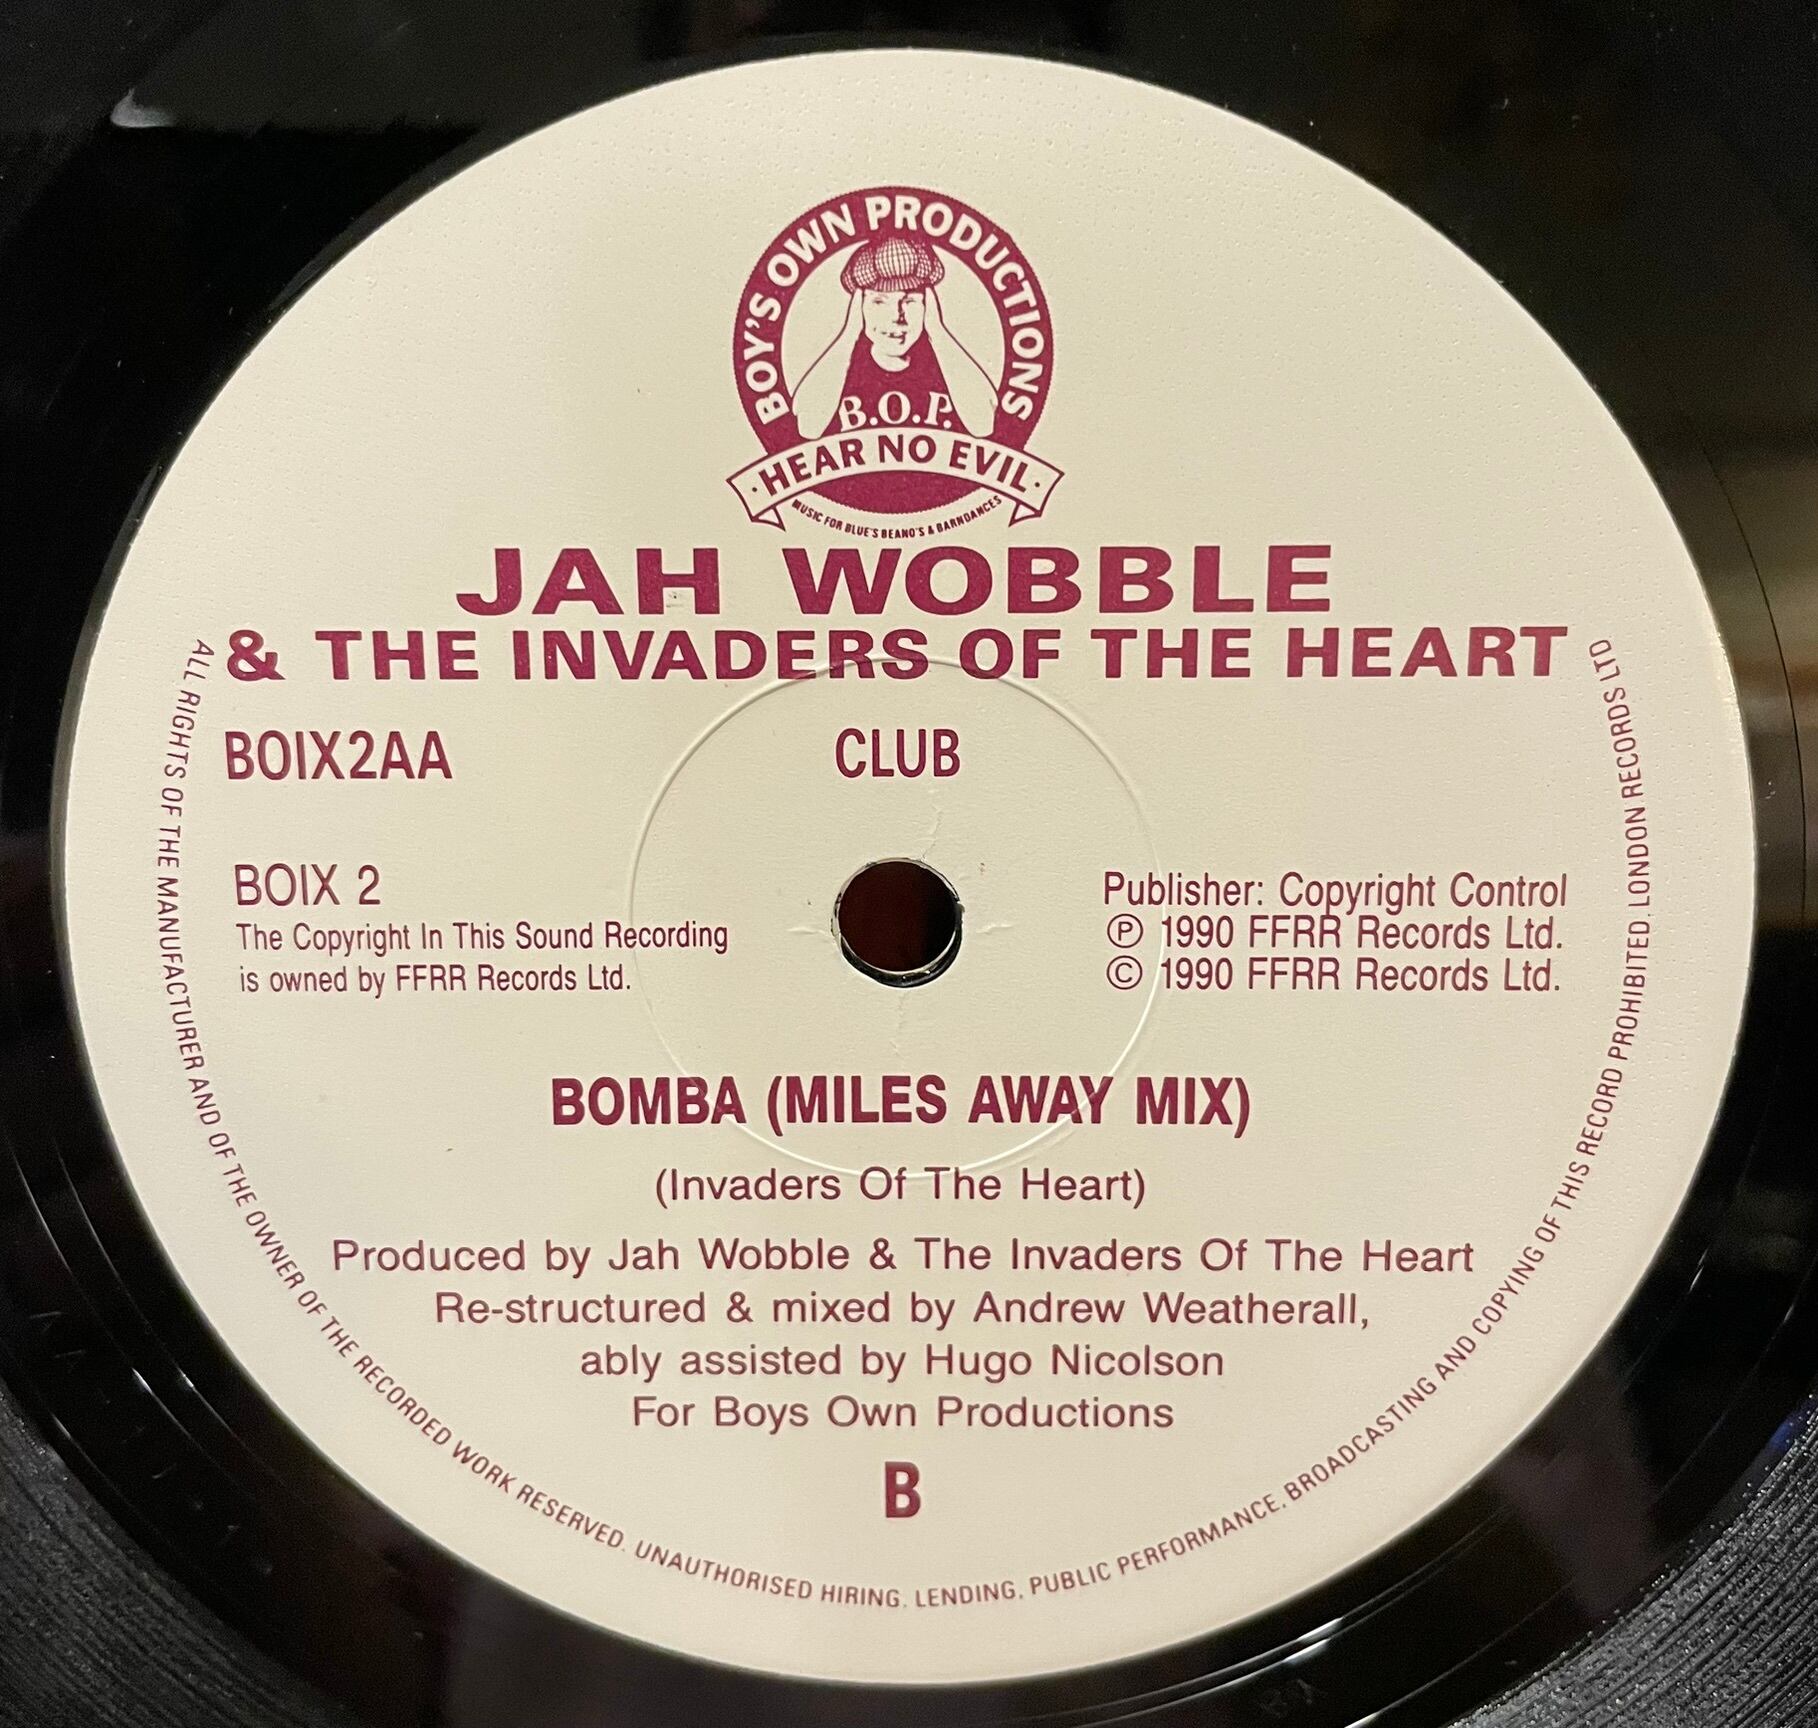 BOY'S OWN PRODUCTIONS
B.O.P.
· HEAR NO EVIL ·
MUSIC FOR BLUE'S BEANO'S & BARNDANCES
JAH WOBBLE
& THE INVADERS OF THE HEART
BOIX2AA
CLUB
BOIX 2
The Copyright In This Sound Recording
is owned by FFRR Records Ltd.
Publisher: Copyright Control
℗ 1990 FFRR Records Ltd.
© 1990 FFRR Records Ltd.
BOMBA (MILES AWAY MIX)
(Invaders Of The Heart)
Produced by Jah Wobble & The Invaders Of The Heart
Re-structured & mixed by Andrew Weatherall,
ably assisted by Hugo Nicolson
For Boys Own Productions
B
ALL RIGHTS OF THE MANUFACTURER AND OF THE OWNER OF THE RECORDED WORK RESERVED. UNAUTHORISED HIRING, LENDING, PUBLIC PERFORMANCE, BROADCASTING AND COPYING OF THIS RECORD PROHIBITED. LONDON RECORDS LTD